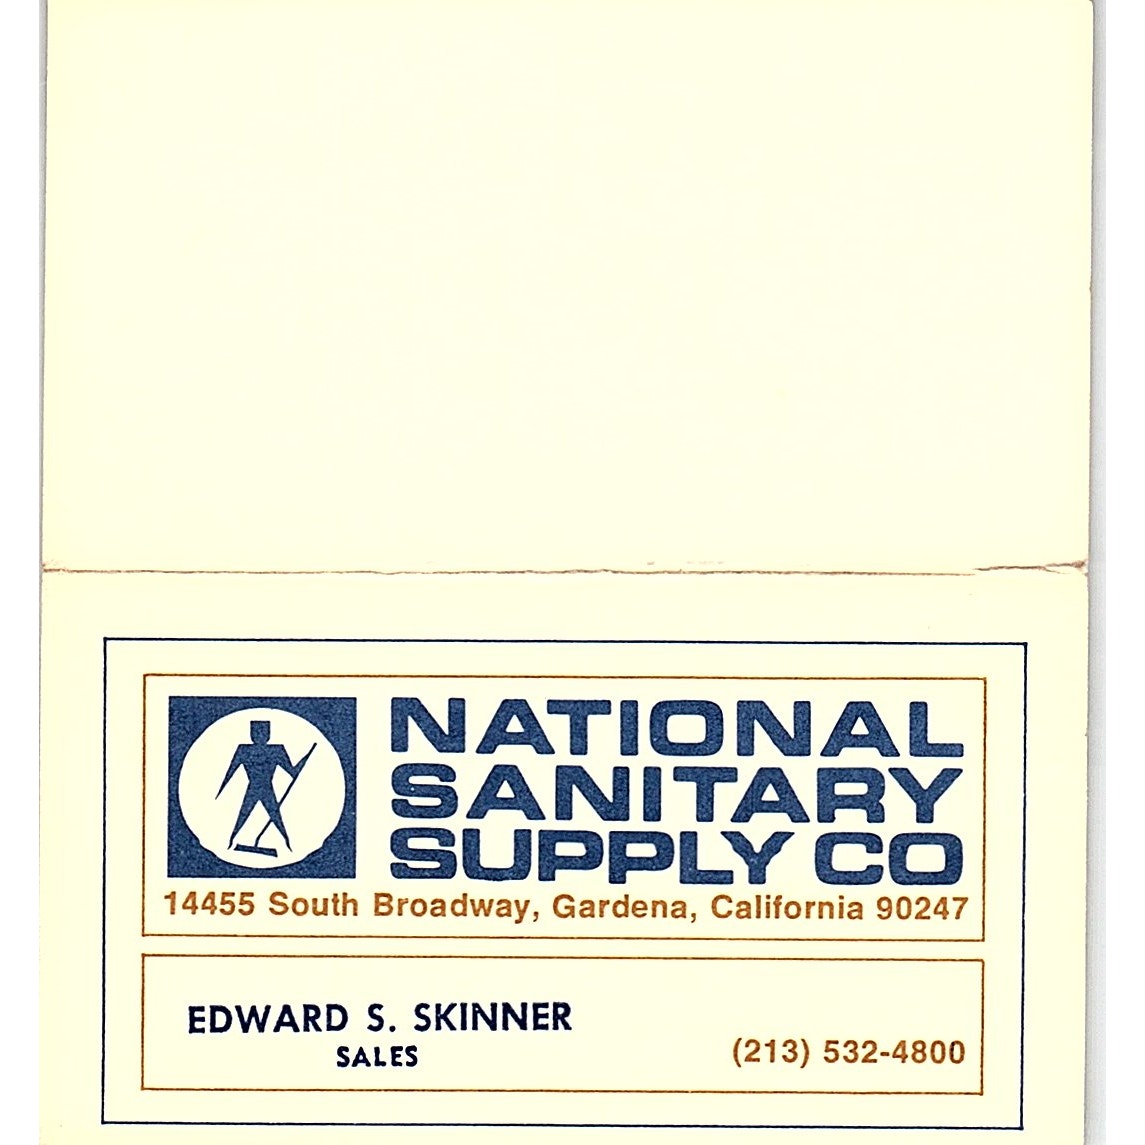 NATIONAL
SANITARY
SUPPLY CO
14455 South Broadway, Gardena, California 90247
EDWARD S. SKINNER
SALES
(213) 532-4800